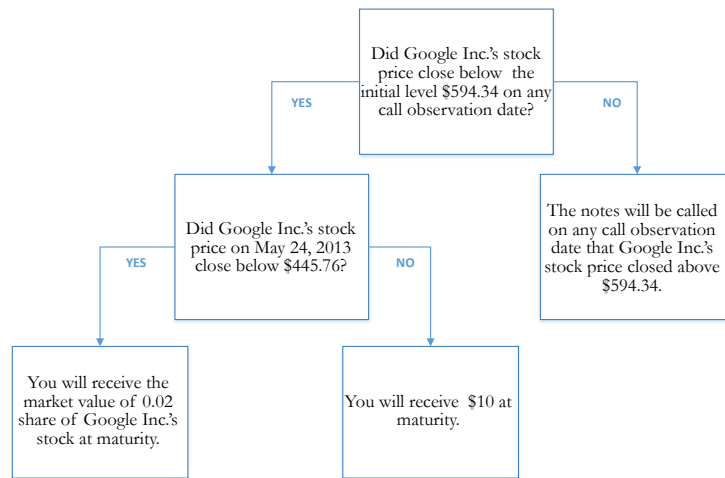 Did Google Inc.'s stock
price close below the
initial level $594.34 on any
call observation date?
YES
NO
Did Google Inc.'s stock
price on May 24, 2013
close below $445.76?
The notes will be called
on any call observation
date that Google Inc.'s
stock price closed above
$594.34.
YES
NO
You will receive the
market value of 0.02
share of Google Inc.'s
stock at maturity.
You will receive $10 at
maturity.